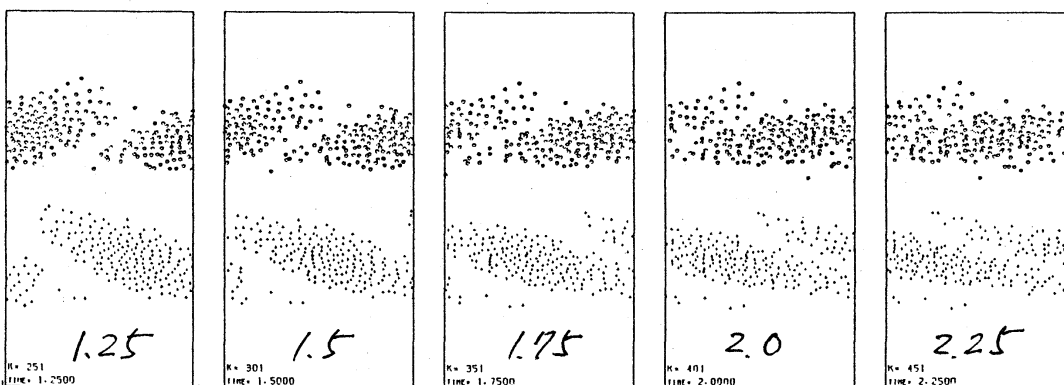 1.25
K= 251
TIME= 1.2500
1.5
K= 301
TIME= 1.5000
1.75
K= 351
TIME= 1.7500
2.0
K= 401
TIME= 2.0000
2.25
K= 451
TIME= 2.2500